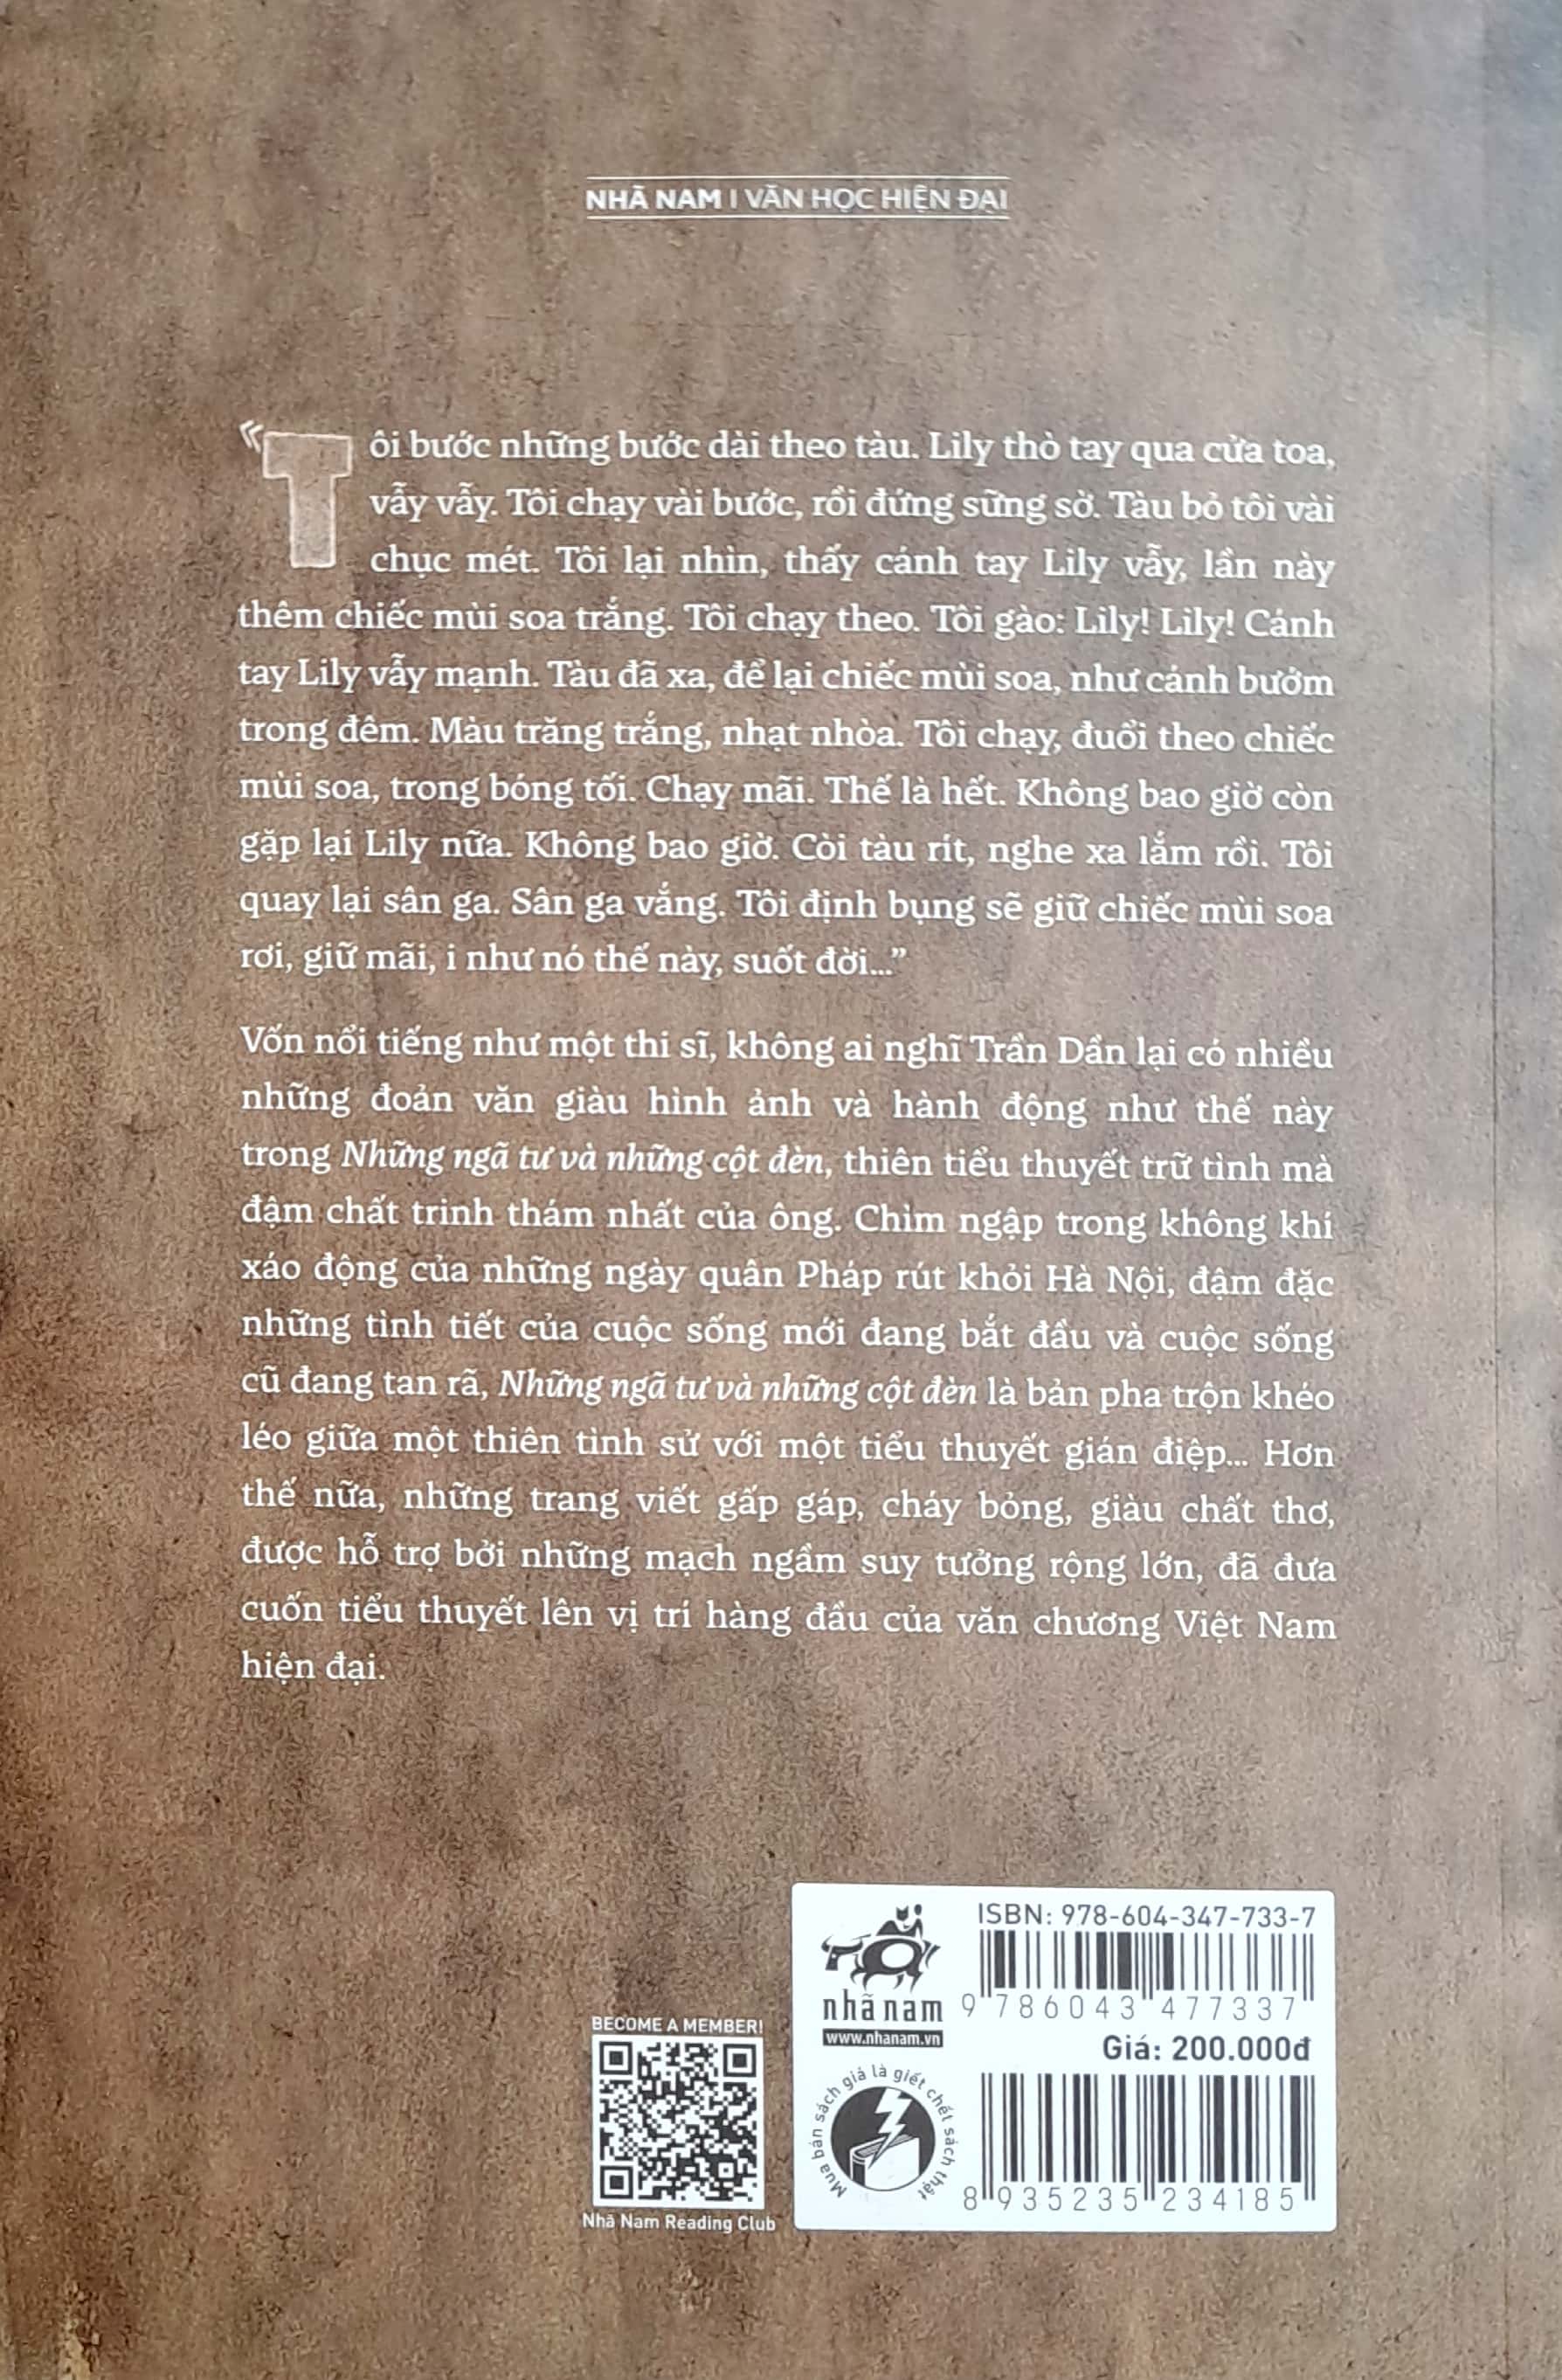 NHÃ NAM | VĂN HỌC HIỆN ĐẠI
“Tôi bước những bước dài theo tàu. Lily thò tay qua cửa toa,
vẫy vẫy. Tôi chạy vài bước, rồi đứng sững sờ. Tàu bỏ tôi vài
chục mét. Tôi lại nhìn, thấy cánh tay Lily vẫy, lần này
thêm chiếc mùi soa trắng. Tôi chạy theo. Tôi gào: Lily! Lily! Cánh
tay Lily vẫy mạnh. Tàu đã xa, để lại chiếc mùi soa, như cánh bướm
trong đêm. Màu trăng trắng, nhạt nhòa. Tôi chạy, đuổi theo chiếc
mùi soa, trong bóng tối. Chạy mãi. Thế là hết. Không bao giờ còn
gặp lại Lily nữa. Không bao giờ. Còi tàu rít, nghe xa lắm rồi. Tôi
quay lại sân ga. Sân ga vắng. Tôi định bụng sẽ giữ chiếc mùi soa
rơi, giữ mãi, i như nó thế này, suốt đời...”
Vốn nổi tiếng như một thi sĩ, không ai nghĩ Trần Dần lại có nhiều
những đoản văn giàu hình ảnh và hành động như thế này
trong Những ngã tư và những cột đèn, thiên tiểu thuyết trữ tình mà
đậm chất trinh thám nhất của ông. Chìm ngập trong không khí
xáo động của những ngày quân Pháp rút khỏi Hà Nội, đậm đặc
những tình tiết của cuộc sống mới đang bắt đầu và cuộc sống
cũ đang tan rã, Những ngã tư và những cột đèn là bản pha trộn khéo
léo giữa một thiên tình sử với một tiểu thuyết gián điệp... Hơn
thế nữa, những trang viết gấp gáp, cháy bỏng, giàu chất thơ,
được hỗ trợ bởi những mạch ngầm suy tưởng rộng lớn, đã đưa
cuốn tiểu thuyết lên vị trí hàng đầu của văn chương Việt Nam
hiện đại.
BECOME A MEMBER!
Nhã Nam Reading Club
nhã nam
www.nhanam.vn
Mua bán sách giả là giết chết sách thật
ISBN: 978-604-347-733-7
9 786043 477337
Giá: 200.000đ
8 935235 234185